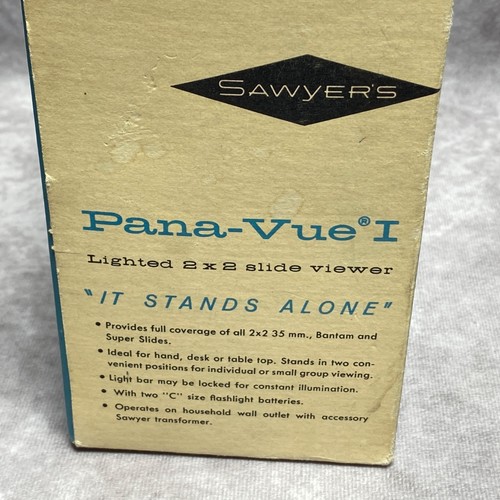 SAWYER'S
Pana-Vue® I
Lighted 2 x 2 slide viewer
"IT STANDS ALONE"
• Provides full coverage of all 2x2 35 mm., Bantam and
Super Slides.
• Ideal for hand, desk or table top. Stands in two con-
venient positions for individual or small group viewing.
• Light bar may be locked for constant illumination.
• With two "C" size flashlight batteries.
• Operates on household wall outlet with accessory
Sawyer transformer.